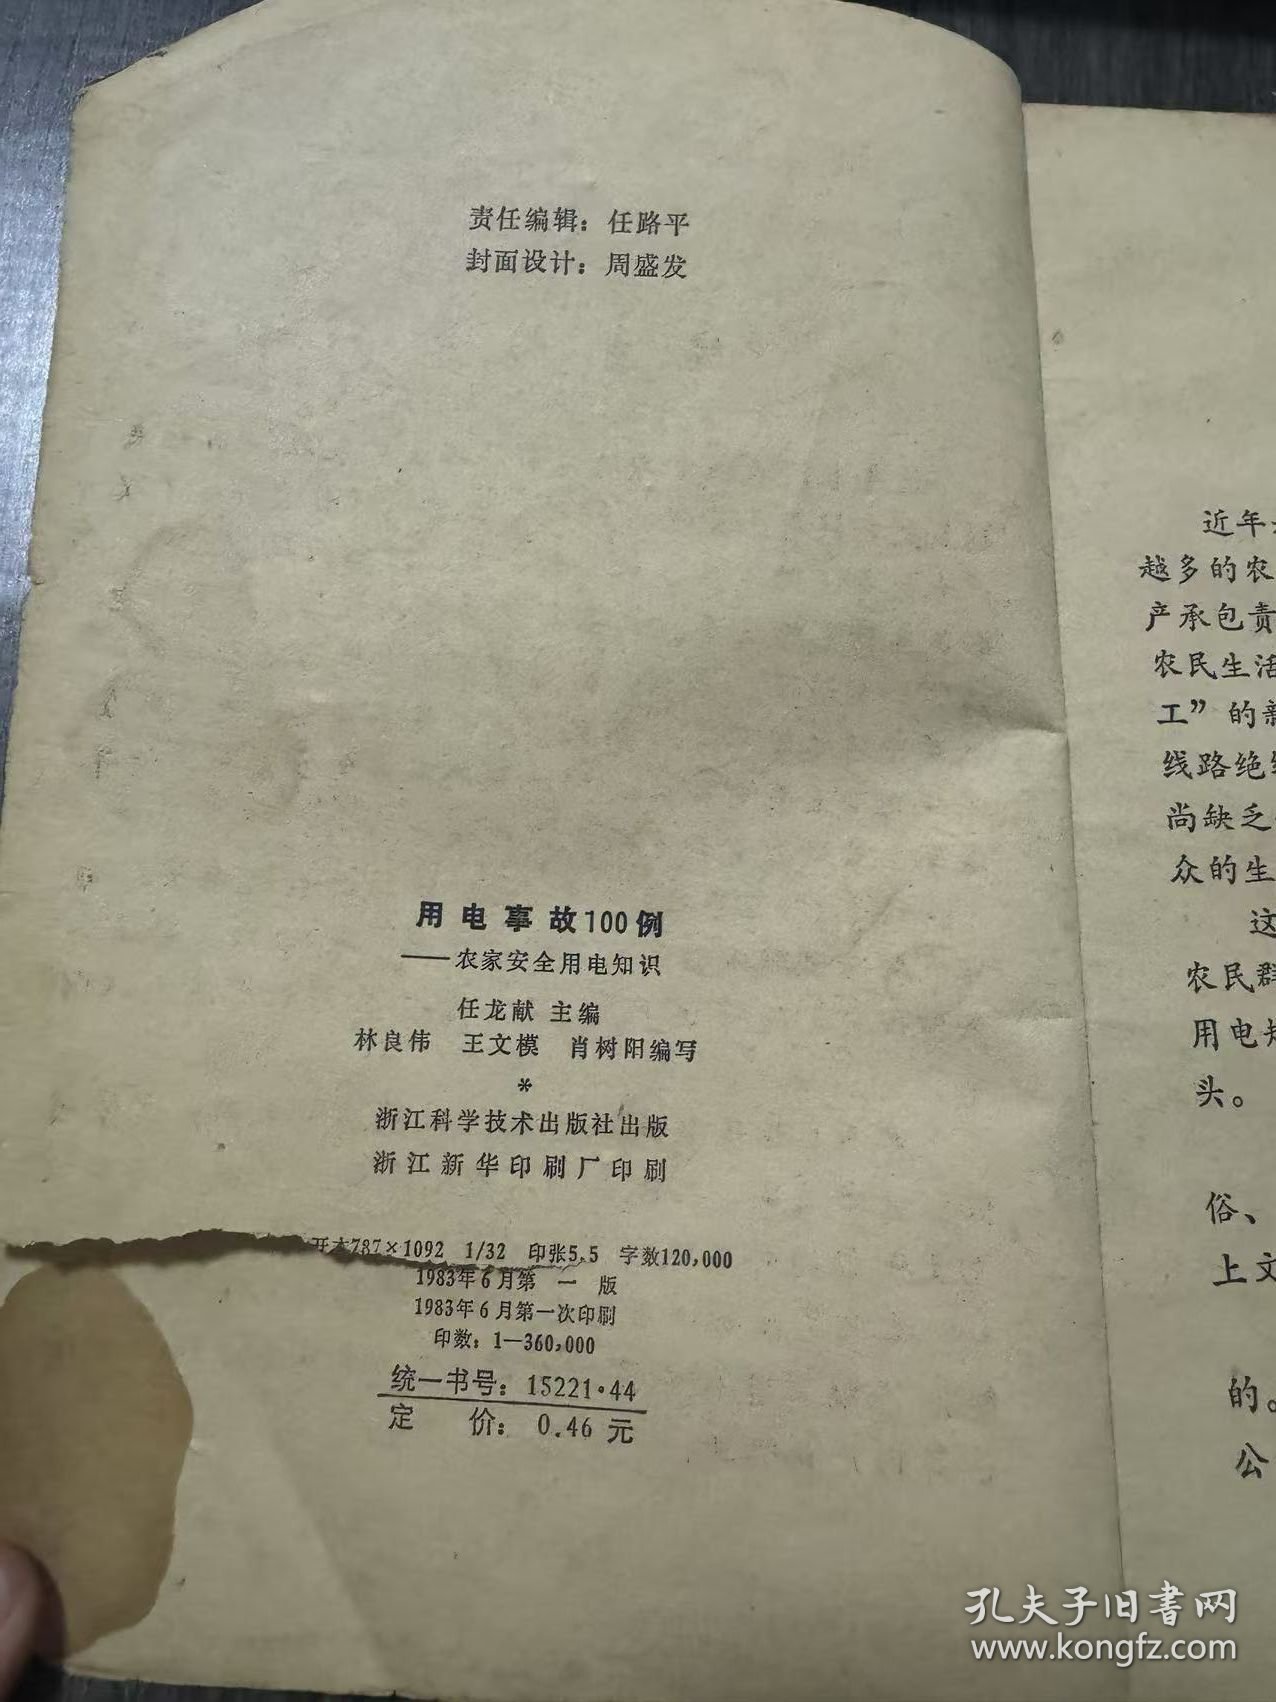 责任编辑：任路平
封面设计：周盛发
用电事故100例
——农家安全用电知识
任龙献 主编
林良伟 王文模 肖树阳编写
*
浙江科学技术出版社出版
浙江新华印刷厂印刷
开本787×1092 1/32 印张5.5 字数120,000
1983年6月第一版
1983年6月第一次印刷
印数：1—360,000
统一书号：15221·44
定 价：0.46元
近年
越多的农
产承包责
农民生活
工”的新
线路绝缘
尚缺乏
众的生
这
农民群
用电知
头。
俗、
上文
的。
公
孔夫子旧书网
www.kongfz.com